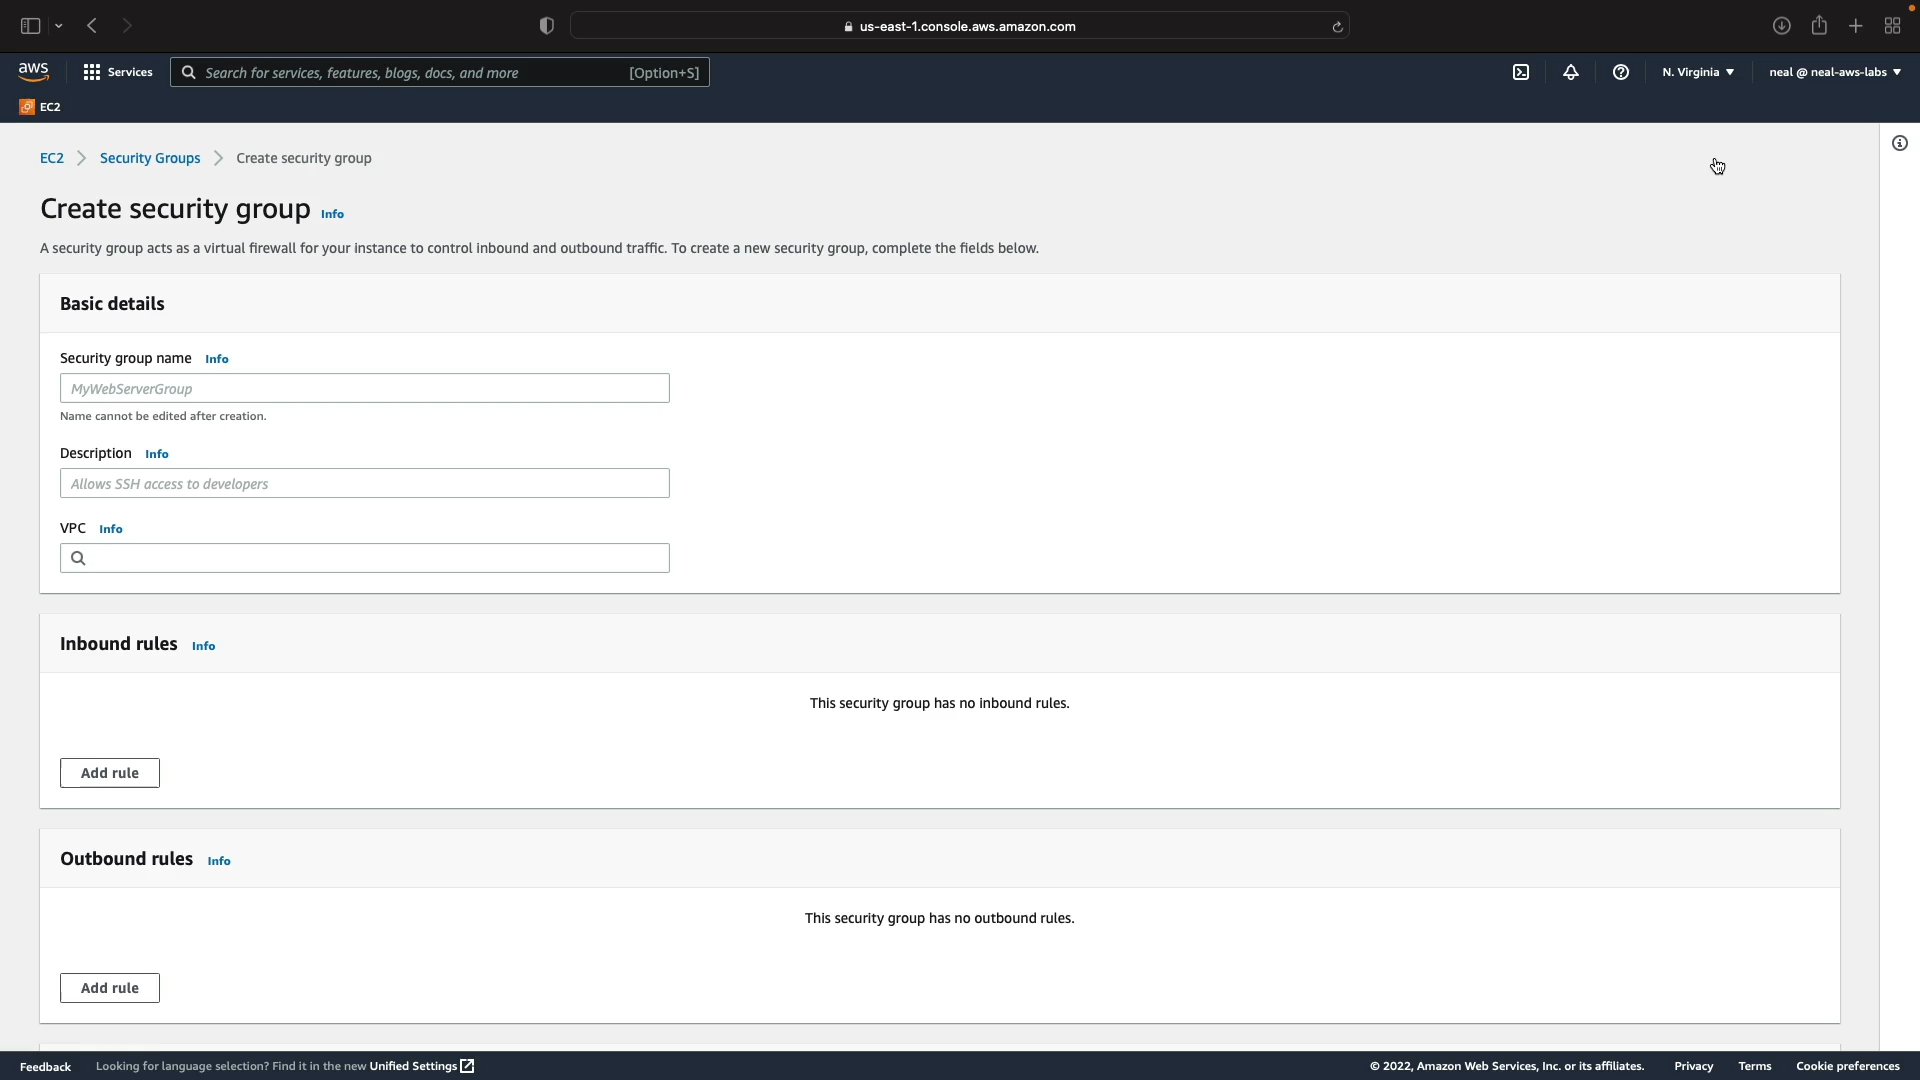 us-east-1.console.aws.amazon.com
aws
Services
Search for services, features, blogs, docs, and more
[Option+S]
N. Virginia
neal @ neal-aws-labs
EC2
EC2
Security Groups
Create security group
Create security group Info
A security group acts as a virtual firewall for your instance to control inbound and outbound traffic. To create a new security group, complete the fields below.
Basic details
Security group name Info
MyWebServerGroup
Name cannot be edited after creation.
Description Info
Allows SSH access to developers
VPC Info
Inbound rules Info
This security group has no inbound rules.
Add rule
Outbound rules Info
This security group has no outbound rules.
Add rule
Feedback
Looking for language selection? Find it in the new Unified Settings
© 2022, Amazon Web Services, Inc. or its affiliates.
Privacy
Terms
Cookie preferences